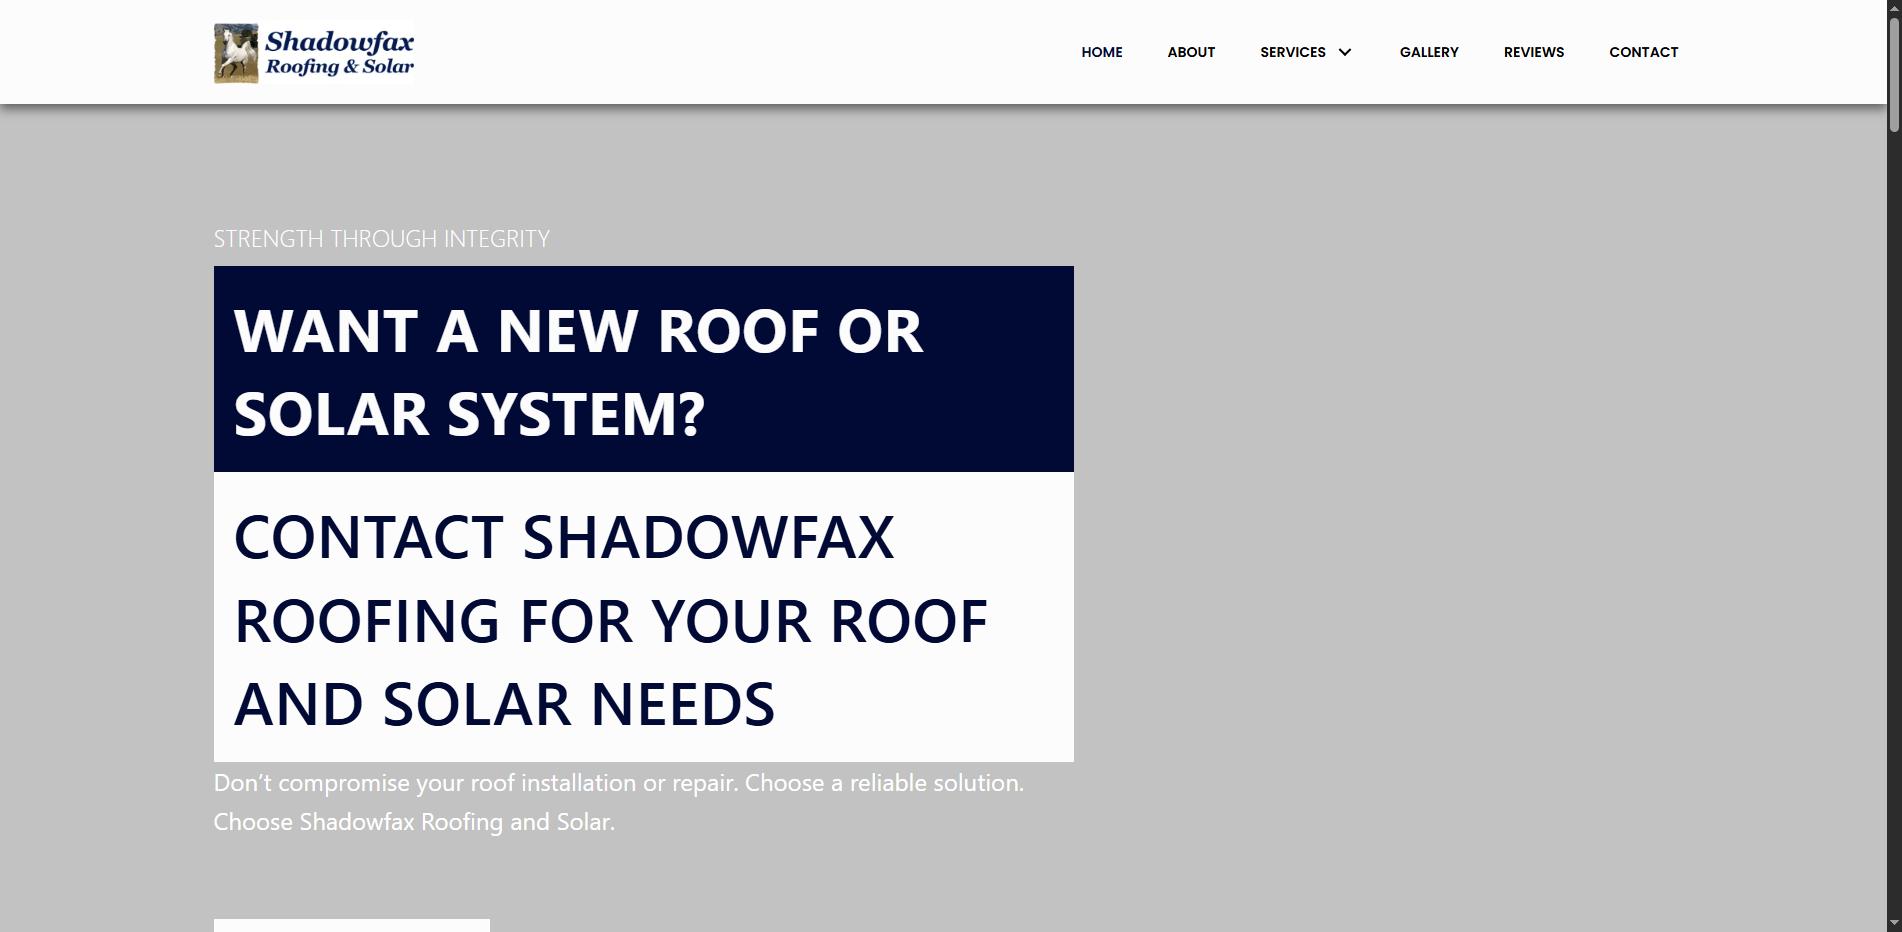 Shadowfax
Roofing & Solar
HOME ABOUT SERVICES GALLERY REVIEWS CONTACT
STRENGTH THROUGH INTEGRITY
WANT A NEW ROOF OR
SOLAR SYSTEM?
CONTACT SHADOWFAX
ROOFING FOR YOUR ROOF
AND SOLAR NEEDS
Don’t compromise your roof installation or repair. Choose a reliable solution.
Choose Shadowfax Roofing and Solar.